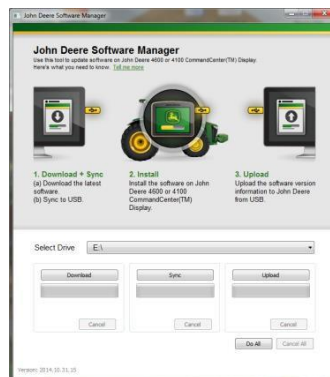 John Deere Software Manager
John Deere Software Manager
Use this tool to update software on John Deere 4600 or 4100 CommandCenter(TM) Display.
Here's what you need to know. Tell me more
1. Download + Sync
(a) Download the latest
software.
(b) Sync to USB.
2. Install
Install the software on John
Deere 4600 or 4100
CommandCenter(TM)
Display.
3. Upload
Upload the software version
information to John Deere
from USB.
Select Drive E:\
Download Sync Upload
Cancel Cancel Cancel
Do All Cancel All
Version: 2014.10.31.15